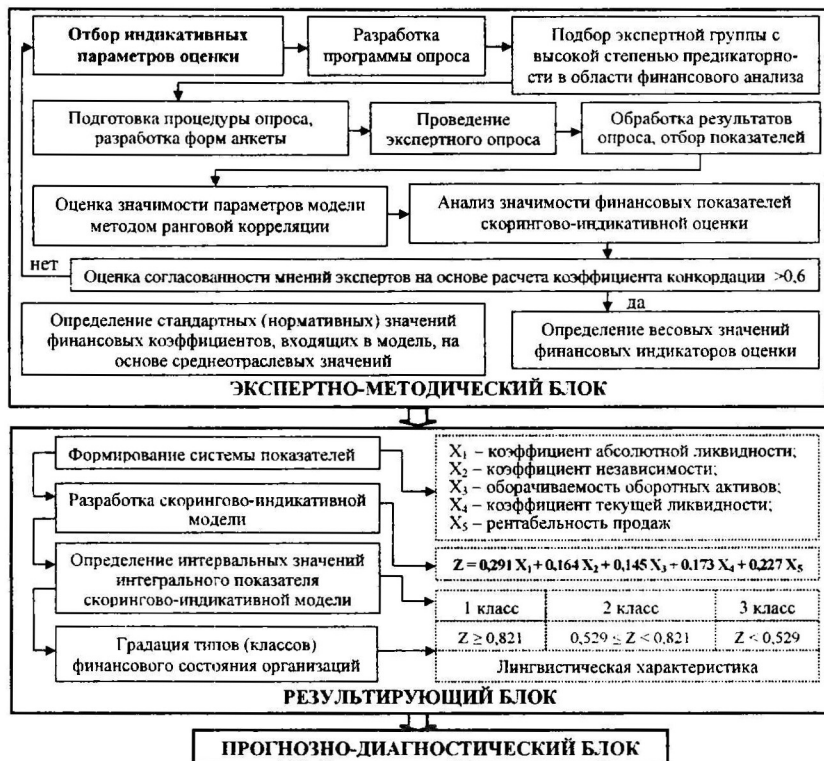 Отбор индикативных
параметров оценки
Разработка
программы опроса
Подбор экспертной группы с
высокой степенью предикаторно-
сти в области финансового анализа
Подготовка процедуры опроса,
разработка форм анкеты
Проведение
экспертного опроса
Обработка результатов
опроса, отбор показателей
Оценка значимости параметров модели
методом ранговой корреляции
Анализ значимости финансовых показателей
скорингово-индикативной оценки
нет
Оценка согласованности мнений экспертов на основе расчета коэффициента конкордации >0,6
да
Определение стандартных (нормативных) значений
финансовых коэффициентов, входящих в модель, на
основе среднеотраслевых значений
Определение весовых значений
финансовых индикаторов оценки
ЭКСПЕРТНО-МЕТОДИЧЕСКИЙ БЛОК
Формирование системы показателей
X₁ – коэффициент абсолютной ликвидности;
X₂ – коэффициент независимости;
X₃ – оборачиваемость оборотных активов;
X₄ – коэффициент текущей ликвидности;
X₅ – рентабельность продаж
Разработка скорингово-индикативной
модели
Z = 0,291 X₁ + 0,164 X₂ + 0,145 X₃ + 0,173 X₄ + 0,227 X₅
Определение интервальных значений
интегрального показателя
скорингово-индикативной модели
1 класс 2 класс 3 класс
Z ≥ 0,821 0,529 ≤ Z < 0,821 Z < 0,529
Градация типов (классов)
финансового состояния организаций
Лингвистическая характеристика
РЕЗУЛЬТИРУЮЩИЙ БЛОК
ПРОГНОЗНО-ДИАГНОСТИЧЕСКИЙ БЛОК